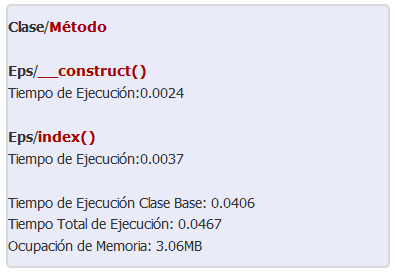 Clase/Método
Eps/__construct()
Tiempo de Ejecución:0.0024
Eps/index()
Tiempo de Ejecución:0.0037
Tiempo de Ejecución Clase Base: 0.0406
Tiempo Total de Ejecución: 0.0467
Ocupación de Memoria: 3.06MB